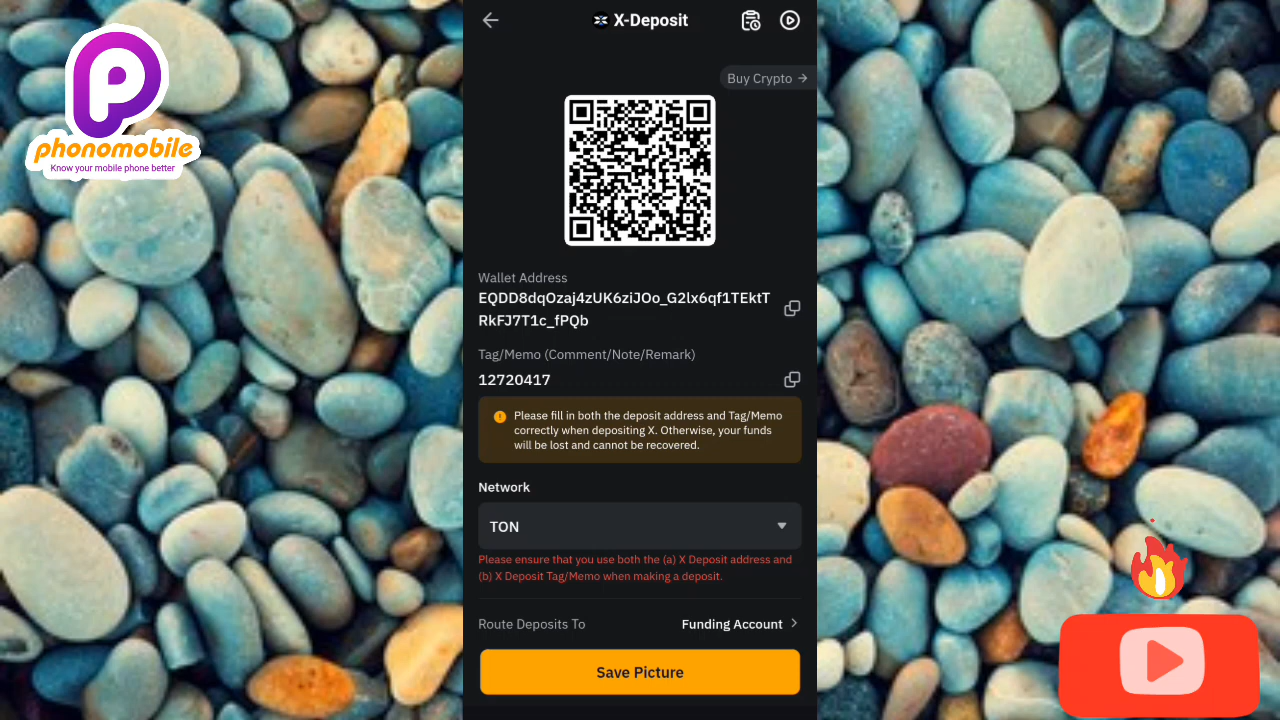 phonomobile
Know your mobile phone better
X-Deposit
Buy Crypto →
Wallet Address
EQDD8dqOzaj4zUK6ziJOo_G2lx6qf1TEktT
RkFJ7T1c_fPQb
Tag/Memo (Comment/Note/Remark)
12720417
Please fill in both the deposit address and Tag/Memo
correctly when depositing X. Otherwise, your funds
will be lost and cannot be recovered.
Network
TON
Please ensure that you use both the (a) X Deposit address and
(b) X Deposit Tag/Memo when making a deposit.
Route Deposits To
Funding Account
Save Picture